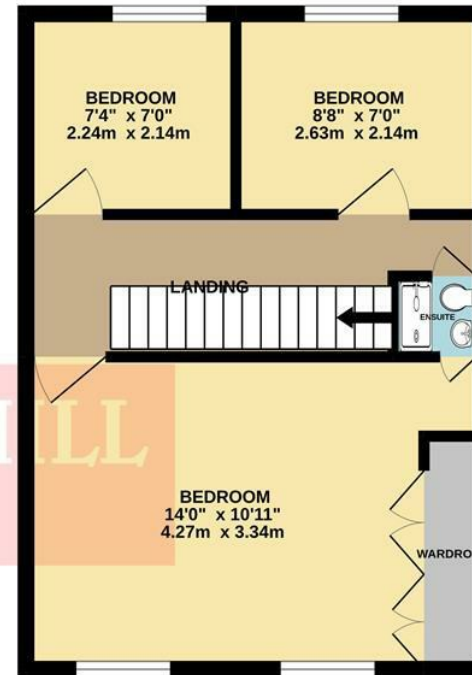 BEDROOM
7'4" x 7'0"
2.24m x 2.14m
BEDROOM
8'8" x 7'0"
2.63m x 2.14m
LANDING
ENSUITE
BEDROOM
14'0" x 10'11"
4.27m x 3.34m
WARDRO
ILL